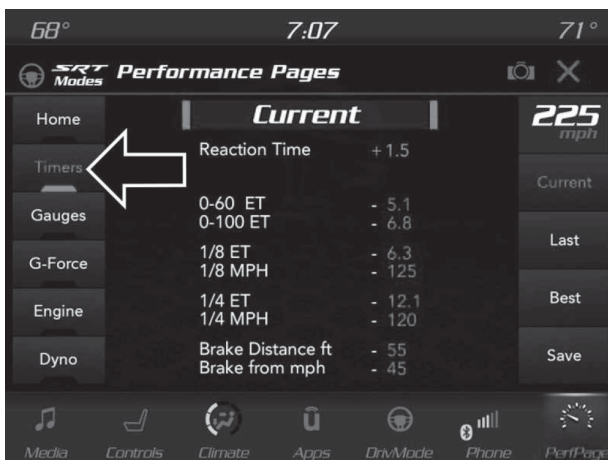 68° 7:07 71°
SRT Modes Performance Pages
Home
Timers
Gauges
G-Force
Engine
Dyno
Current
Reaction Time +1.5
0-60 ET - 5.1
0-100 ET - 6.8
1/8 ET - 6.3
1/8 MPH - 125
1/4 ET - 12.1
1/4 MPH - 120
Brake Distance ft - 55
Brake from mph - 45
225
mph
Current
Last
Best
Save
Media Controls Climate Apps DrivMode Phone PerfPage